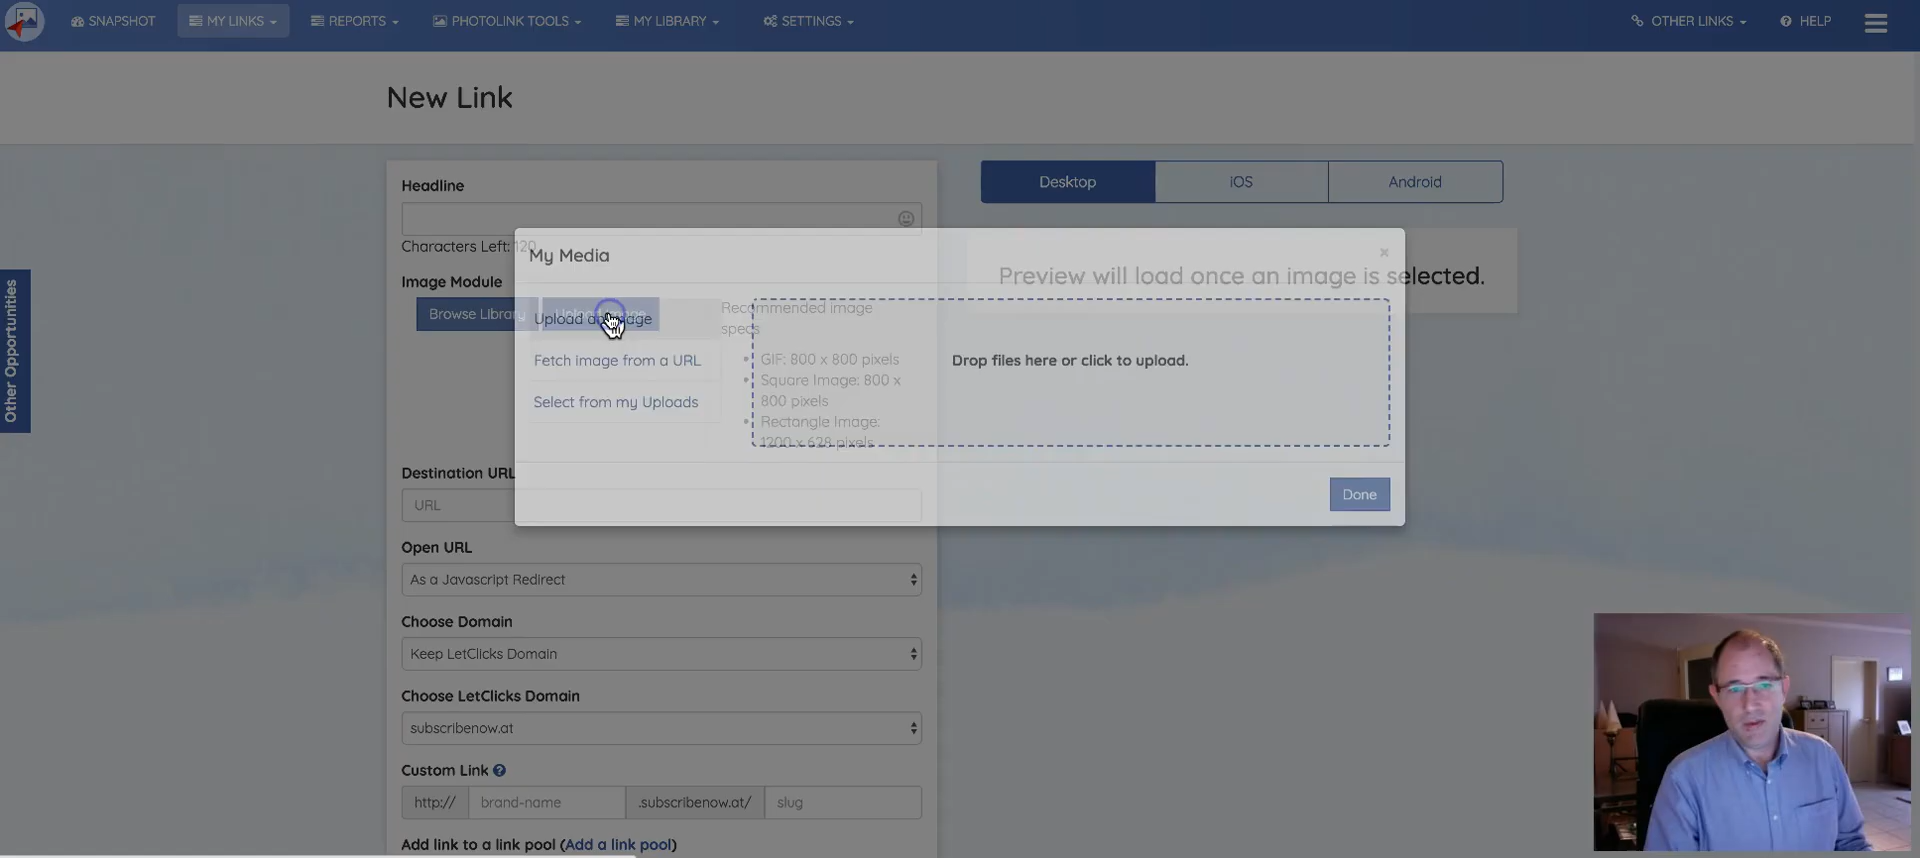 SNAPSHOT
MY LINKS
REPORTS
PHOTOLINK TOOLS
MY LIBRARY
SETTINGS
OTHER LINKS
HELP
New Link
Other Opportunities
Headline
Characters Left: 120
Image Module
Browse Library
Upload an Image
My Media
×
Upload an image
Fetch image from a URL
Select from my Uploads
Recommended image
specs
GIF: 800 x 800 pixels
Square Image: 800 x
800 pixels
Rectangle Image:
1200 x 628 pixels
Drop files here or click to upload.
Done
Desktop
iOS
Android
Preview will load once an image is selected.
Destination URL
URL
Open URL
As a Javascript Redirect
Choose Domain
Keep LetClicks Domain
Choose LetClicks Domain
subscribenow.at
Custom Link
http://
brand-name
.subscribenow.at/
slug
Add link to a link pool (Add a link pool)